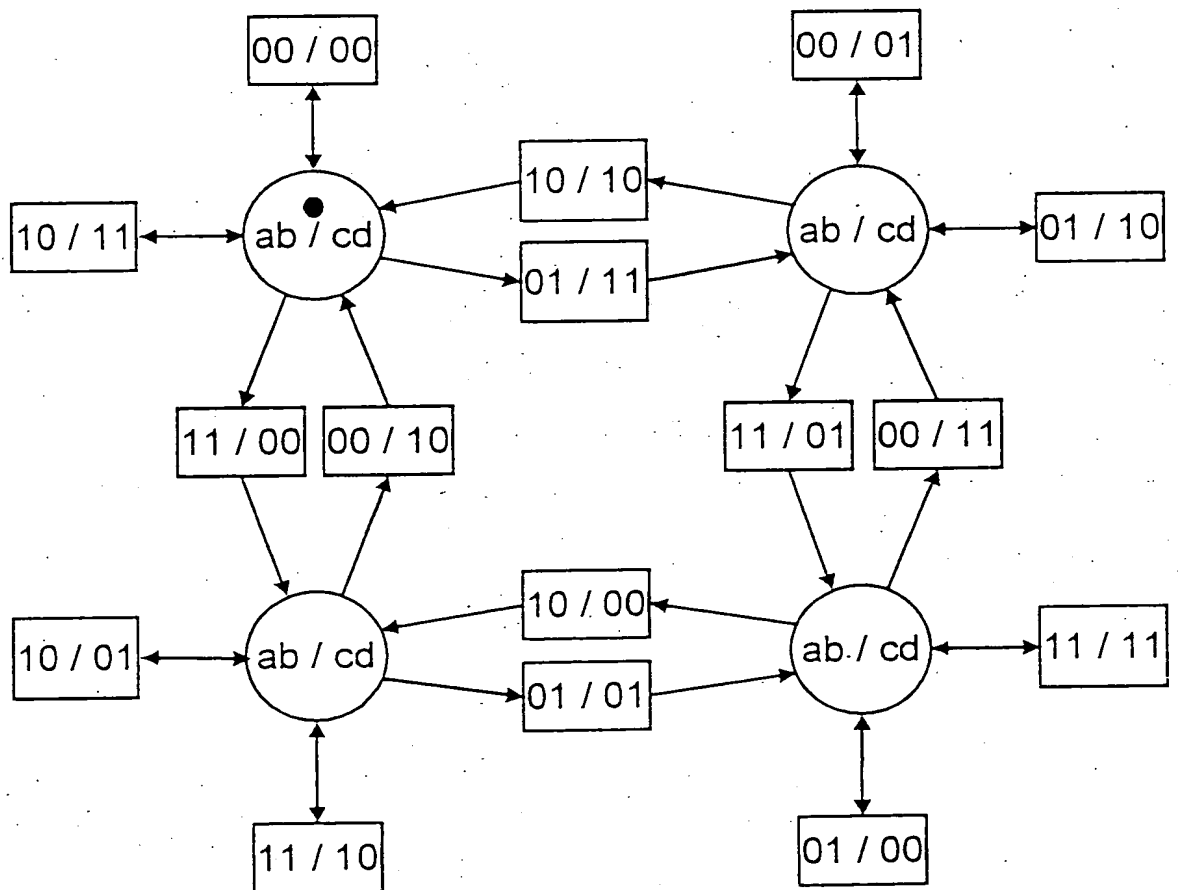 00 / 00
00 / 01
10 / 10
10 / 11
ab / cd
ab / cd
01 / 10
01 / 11
11 / 00
00 / 10
11 / 01
00 / 11
10 / 00
10 / 01
ab / cd
ab. / cd
11 / 11
01 / 01
11 / 10
01 / 00